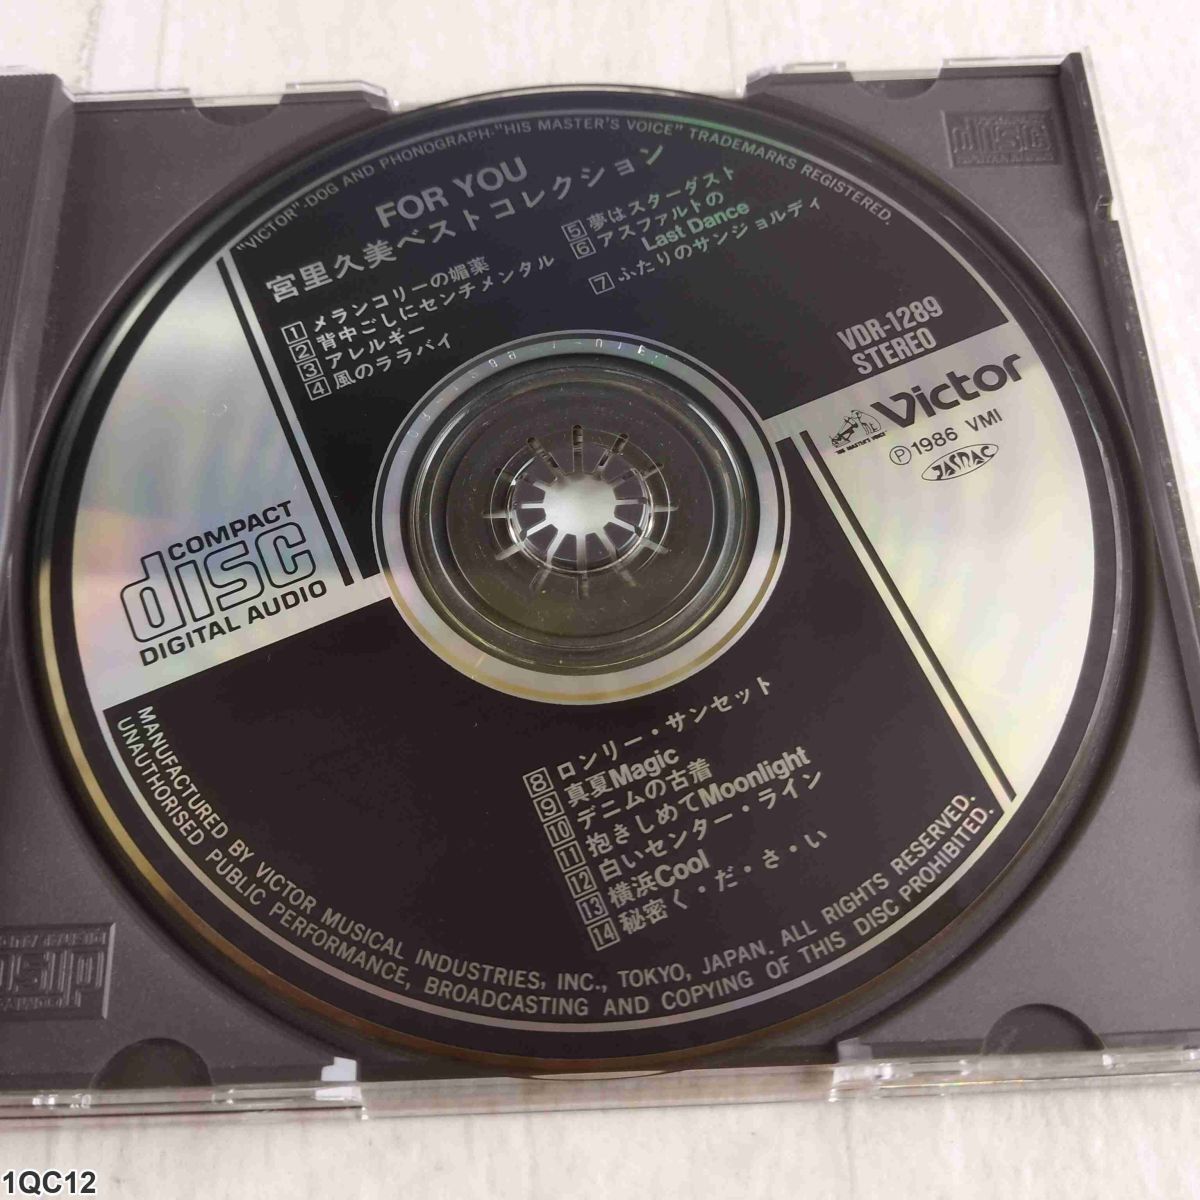 "VICTOR"-DOG AND PHONOGRAPH-"HIS MASTER'S VOICE" TRADEMARKS REGISTERED.
FOR YOU
宮里久美ベストコレクション
1 メランコリーの媚薬
2 背中ごしにセンチメンタル
3 アレルギー
4 風のララバイ
5 夢はスターダスト
6 アスファルトの
Last Dance
7 ふたりのサンジョルディ
VDR-1289
STEREO
Victor
"HIS MASTER'S VOICE"
Ⓟ1986 VMI
JASRAC
COMPACT
disc
DIGITAL AUDIO
8 ロンリー・サンセット
9 真夏Magic
10 デニムの古着
11 抱きしめてMoonlight
12 白いセンター・ライン
13 横浜Cool
14 秘密く・だ・さ・い
MANUFACTURED BY VICTOR MUSICAL INDUSTRIES, INC., TOKYO, JAPAN. ALL RIGHTS RESERVED.
UNAUTHORISED PUBLIC PERFORMANCE, BROADCASTING AND COPYING OF THIS DISC PROHIBITED.
disc
disc
1QC12